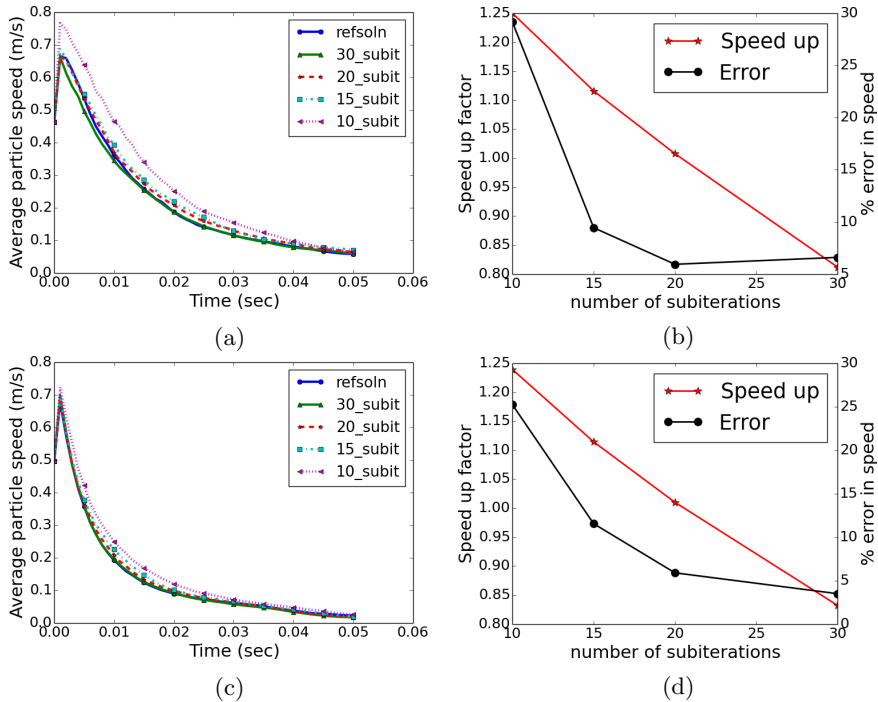 Average particle speed (m/s)
0.8
0.7
0.6
0.5
0.4
0.3
0.2
0.1
0.0
refsoln
30_subit
20_subit
15_subit
10_subit
0.00 0.01 0.02 0.03 0.04 0.05 0.06
Time (sec)
(a)
Speed up factor
1.25
1.20
1.15
1.10
1.05
1.00
0.95
0.90
0.85
0.80
Speed up
Error
30
25
20
15
10
5
% error in speed
10 15 20 25 30
number of subiterations
(b)
Average particle speed (m/s)
0.8
0.7
0.6
0.5
0.4
0.3
0.2
0.1
0.0
refsoln
30_subit
20_subit
15_subit
10_subit
0.00 0.01 0.02 0.03 0.04 0.05 0.06
Time (sec)
(c)
Speed up factor
1.25
1.20
1.15
1.10
1.05
1.00
0.95
0.90
0.85
0.80
Speed up
Error
30
25
20
15
10
5
0
% error in speed
10 15 20 25 30
number of subiterations
(d)